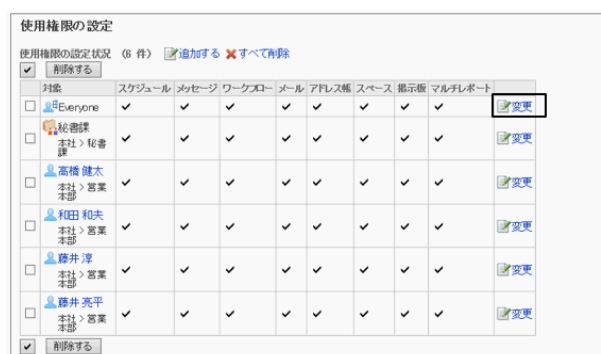 使用権限の設定
使用権限の設定状況 (6 件) 追加する すべて削除
削除する
対象 スケジュール メッセージ ワークフロー メール アドレス帳 スペース 掲示板 マルチレポート
Everyone 変更
秘書課
本社 > 秘書
課
変更
高橋 健太
本社 > 営業
本部
変更
和田 和夫
本社 > 営業
本部
変更
藤井 淳
本社 > 営業
本部
変更
藤井 亮平
本社 > 営業
本部
変更
削除する